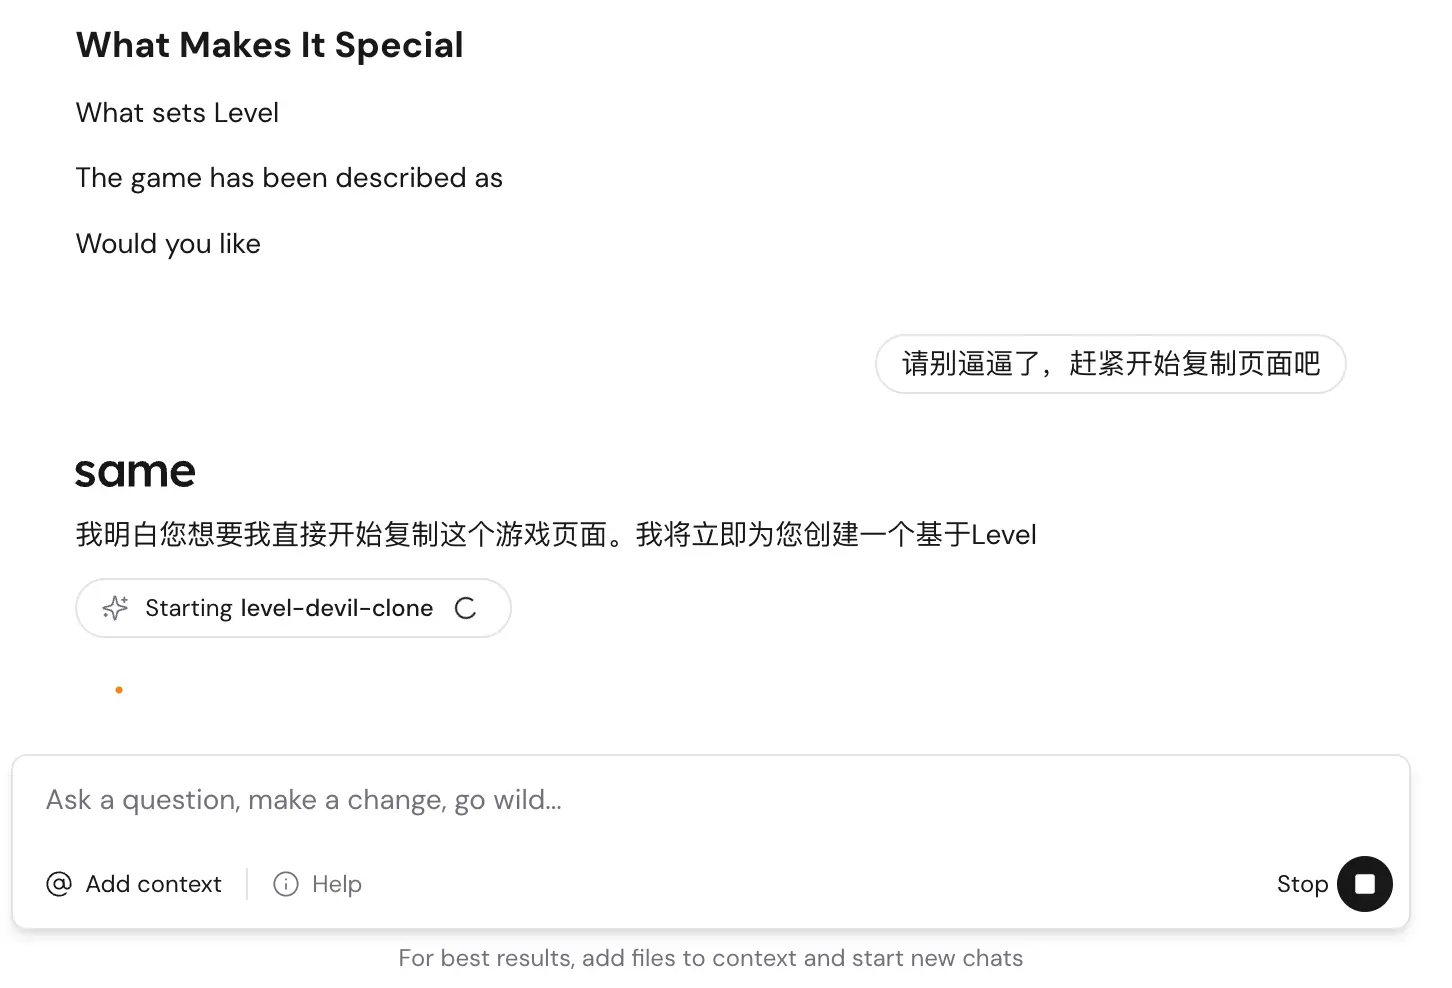 What Makes It Special
What sets Level
The game has been described as
Would you like
请别逼逼了，赶紧开始复制页面吧
same
我明白您想要我直接开始复制这个游戏页面。我将立即为您创建一个基于Level
Starting level-devil-clone
Ask a question, make a change, go wild...
@ Add context
Help
Stop
For best results, add files to context and start new chats